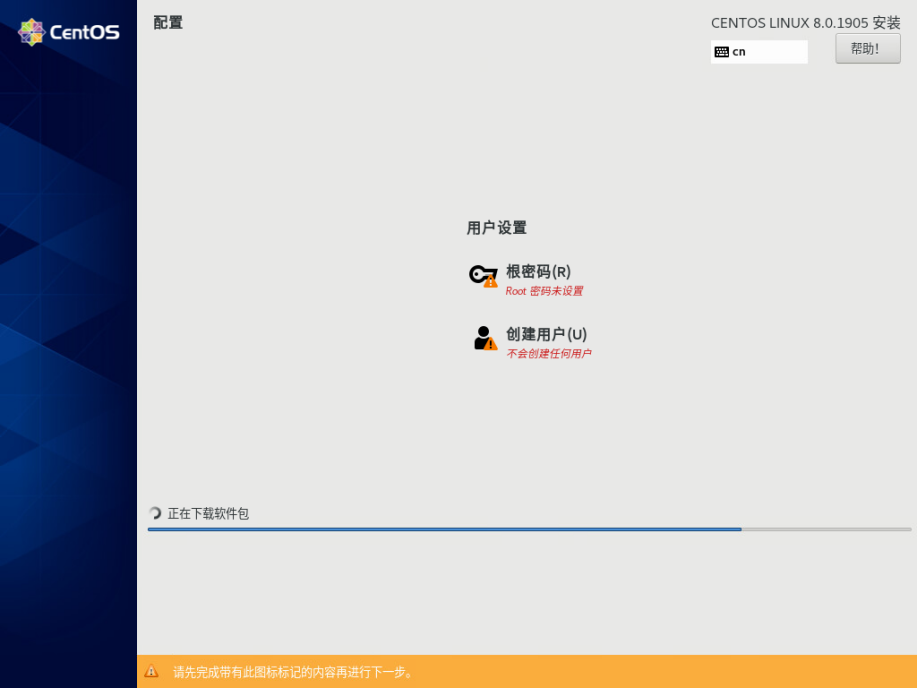 CentOS
配置
CENTOS LINUX 8.0.1905 安装
cn
帮助!
用户设置
根密码(R)
Root 密码未设置
创建用户(U)
不会创建任何用户
正在下载软件包
请先完成带有此图标标记的内容再进行下一步。